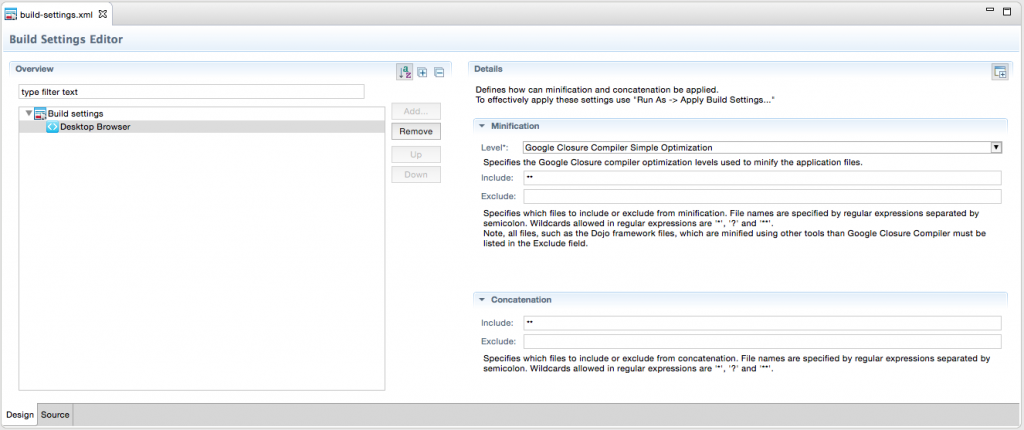 build-settings.xml
Build Settings Editor
Overview
type filter text
Build settings
Desktop Browser
Add...
Remove
Up
Down
Details
Defines how can minification and concatenation be applied.
To effectively apply these settings use "Run As -> Apply Build Settings..."
Minification
Level*: Google Closure Compiler Simple Optimization
Specifies the Google Closure compiler optimization levels used to minify the application files.
Include: **
Exclude:
Specifies which files to include or exclude from minification. File names are specified by regular expressions separated by
semicolon. Wildcards allowed in regular expressions are '*', '?' and '**'.
Note, all files, such as the Dojo framework files, which are minified using other tools than Google Closure Compiler must be
listed in the Exclude field.
Concatenation
Include: **
Exclude:
Specifies which files to include or exclude from concatenation. File names are specified by regular expressions separated by
semicolon. Wildcards allowed in regular expressions are '*', '?' and '**'.
Design Source